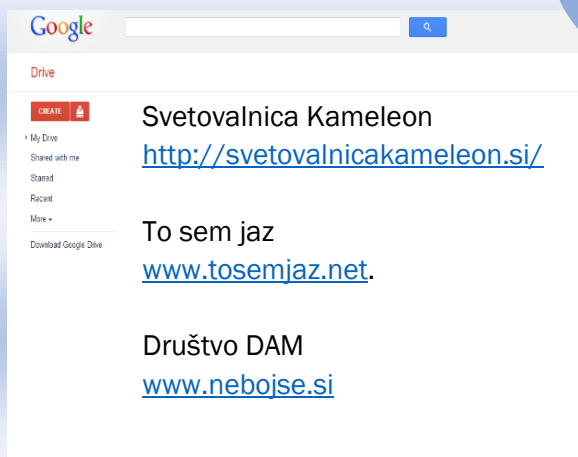 Google
Drive
CREATE
My Drive
Shared with me
Starred
Recent
More
Download Google Drive
Svetovalnica Kameleon
http://svetovalnicakameleon.si/
To sem jaz
www.tosemjaz.net.
Društvo DAM
www.nebojse.si